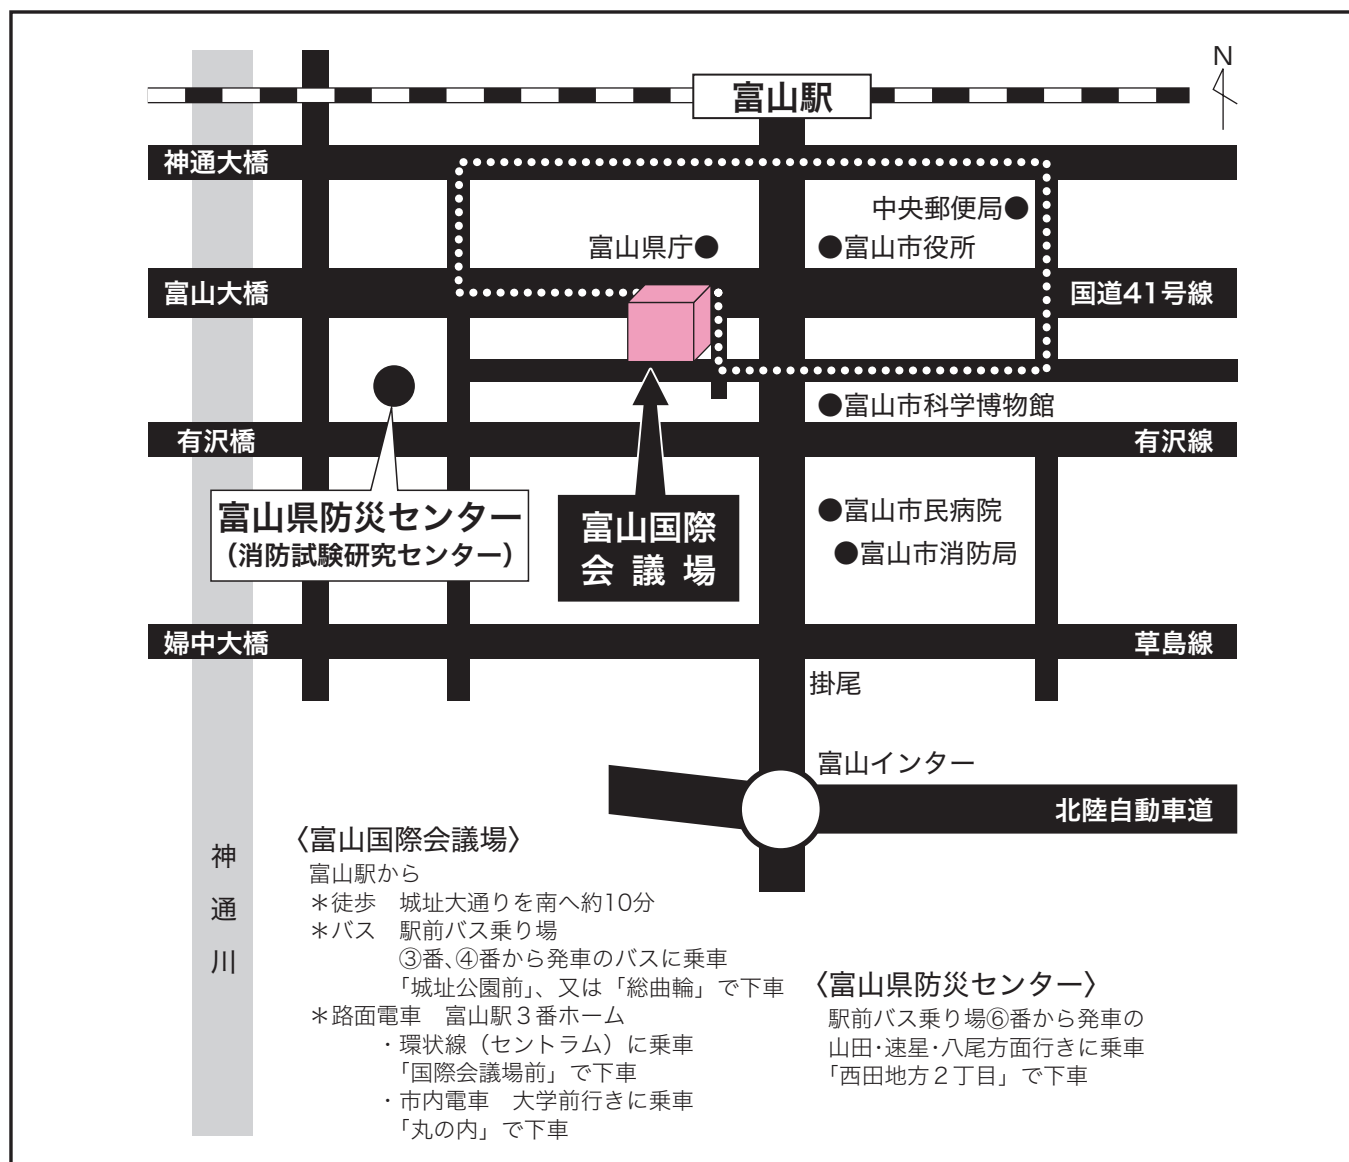 N
富山駅
神通大橋
中央郵便局●
富山県庁●
●富山市役所
富山大橋
国道41号線
●富山市科学博物館
有沢橋
有沢線
富山県防災センター
（消防試験研究センター）
富山国際
会議場
●富山市民病院
●富山市消防局
婦中大橋
草島線
掛尾
富山インター
北陸自動車道
神通川
〈富山国際会議場〉
富山駅から
＊徒歩　城址大通りを南へ約10分
＊バス　駅前バス乗り場
③番、④番から発車のバスに乗車
「城址公園前」、又は「総曲輪」で下車
＊路面電車　富山駅３番ホーム
・環状線（セントラム）に乗車
「国際会議場前」で下車
・市内電車　大学前行きに乗車
「丸の内」で下車
〈富山県防災センター〉
駅前バス乗り場⑥番から発車の
山田・速星・八尾方面行きに乗車
「西田地方２丁目」で下車